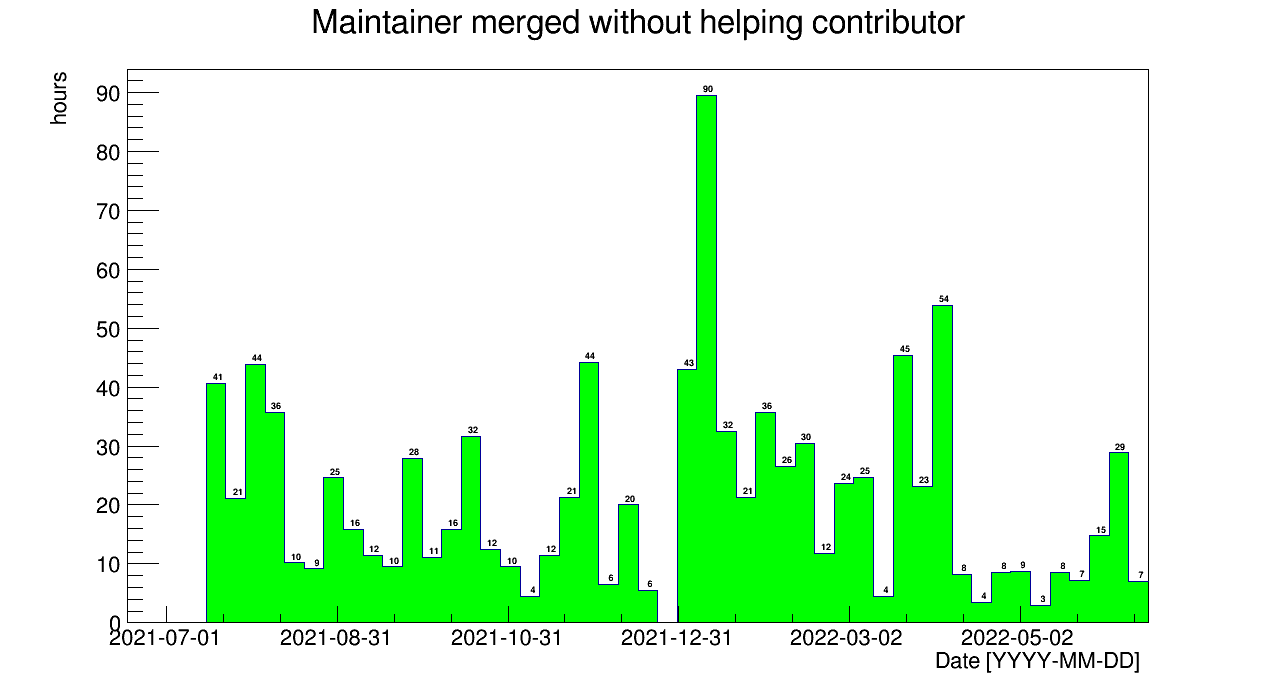 Maintainer merged without helping contributor
hours
90
80
70
60
50
40
30
20
10
0
41 21 44 36 10 9 25 16 12 10 28 11 16 32 12 10 4 12 21 44 6 20 6 43 90 32 21 36 26 30 12 24 25 4 45 23 54 8 4 8 9 3 8 7 15 29 7
2021-07-01 2021-08-31 2021-10-31 2021-12-31 2022-03-02 2022-05-02
Date [YYYY-MM-DD]